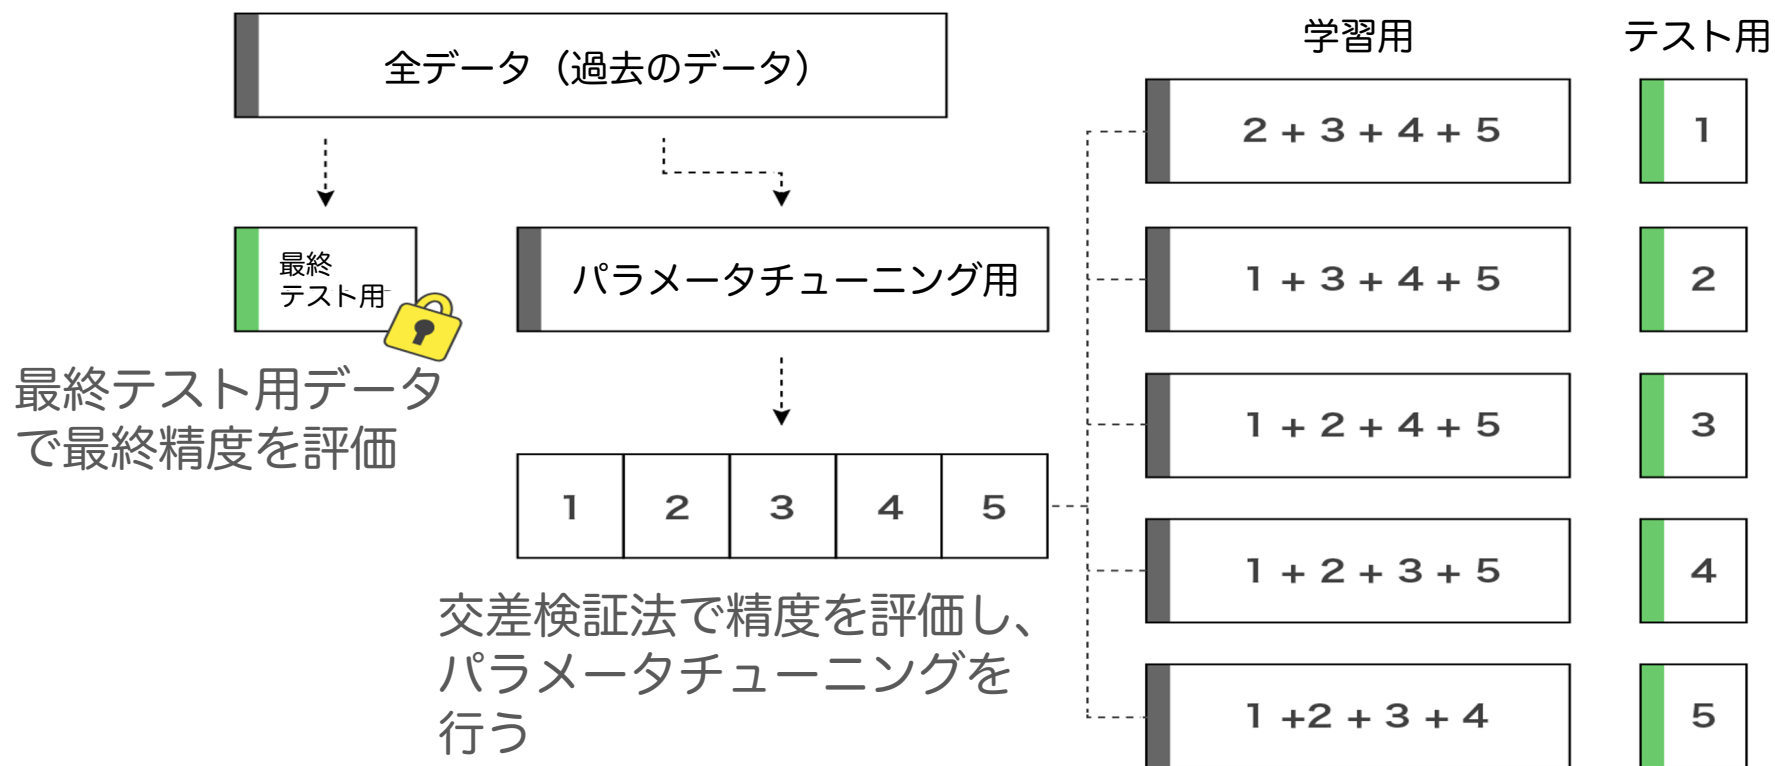 全データ（過去のデータ）
最終
テスト用
パラメータチューニング用
最終テスト用データ
で最終精度を評価
1 2 3 4 5
交差検証法で精度を評価し、
パラメータチューニングを
行う
学習用 テスト用
2 + 3 + 4 + 5 1
1 + 3 + 4 + 5 2
1 + 2 + 4 + 5 3
1 + 2 + 3 + 5 4
1 +2 + 3 + 4 5